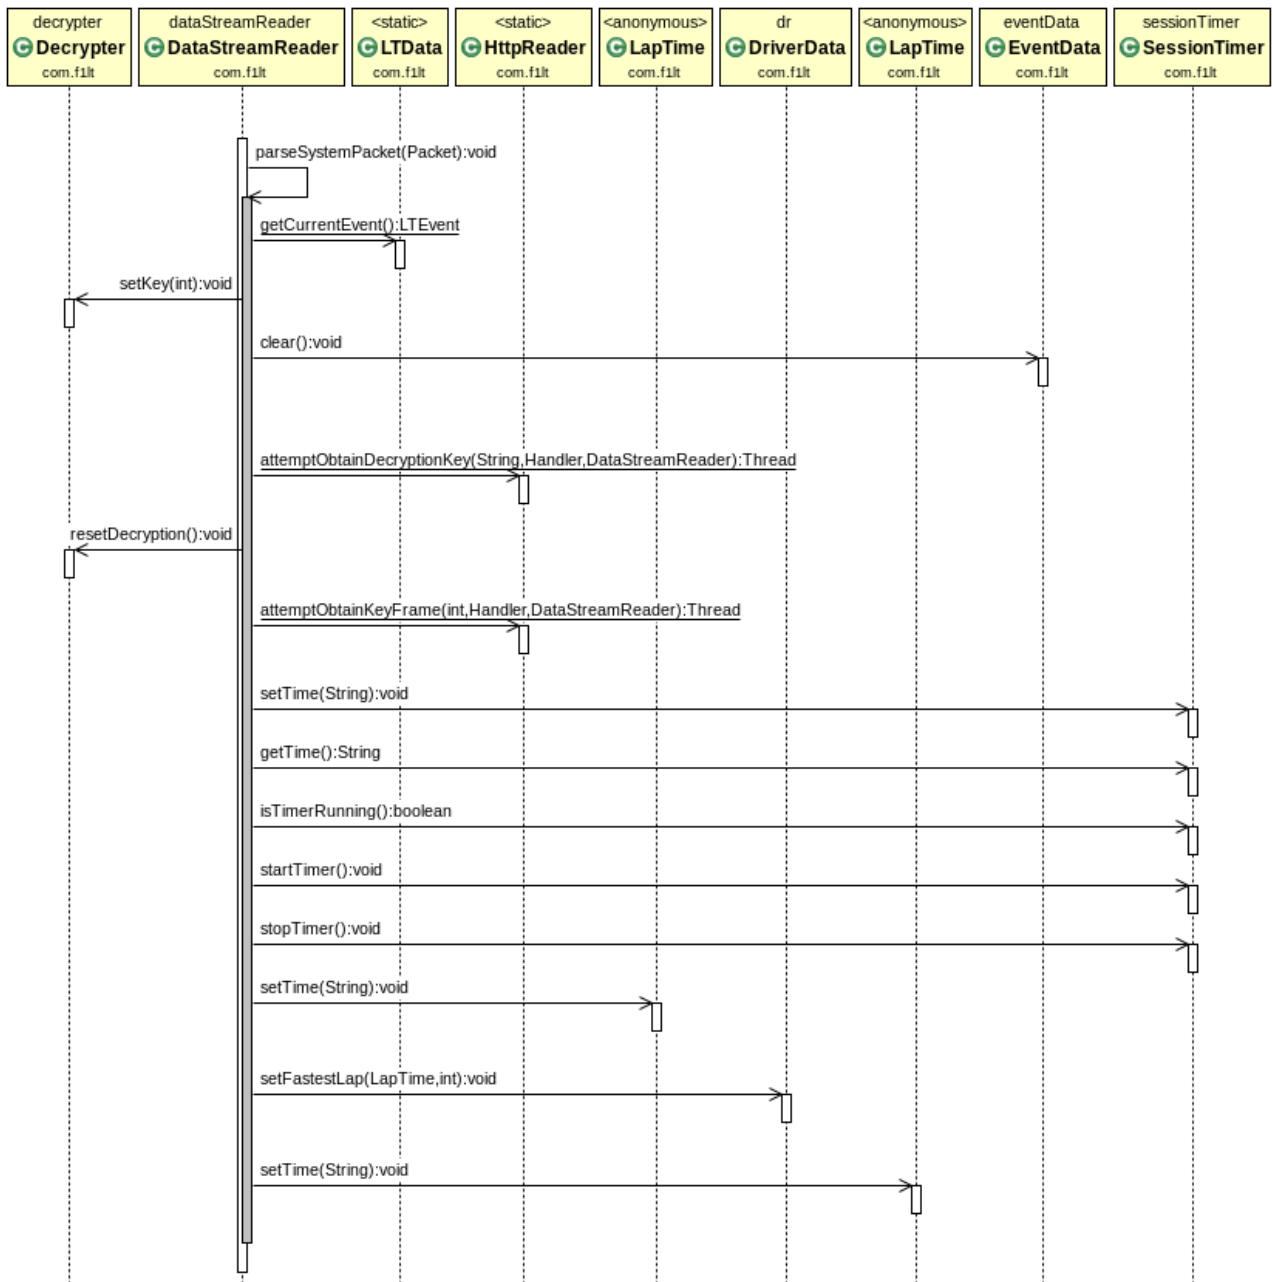 decrypter dataStreamReader <static> <static> <anonymous> dr <anonymous> eventData sessionTimer
C Decrypter C DataStreamReader C LTData C HttpReader C LapTime C DriverData C LapTime C EventData C SessionTimer
com.f1lt com.f1lt com.f1lt com.f1lt com.f1lt com.f1lt com.f1lt com.f1lt com.f1lt
parseSystemPacket(Packet):void
getCurrentEvent():LTEvent
setKey(int):void
clear():void
attemptObtainDecryptionKey(String,Handler,DataStreamReader):Thread
resetDecryption():void
attemptObtainKeyFrame(int,Handler,DataStreamReader):Thread
setTime(String):void
getTime():String
isTimerRunning():boolean
startTimer():void
stopTimer():void
setTime(String):void
setFastestLap(LapTime,int):void
setTime(String):void